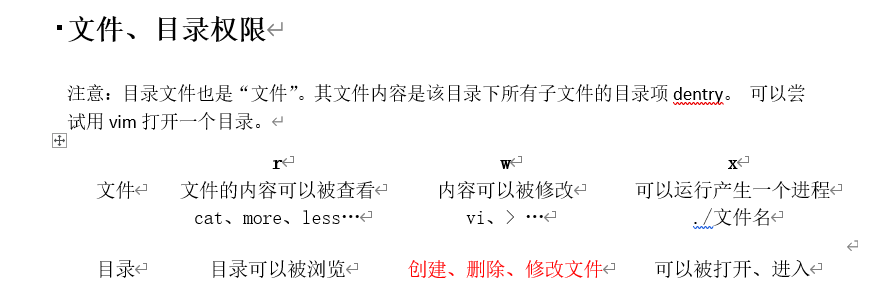 文件、目录权限
注意：目录文件也是“文件”。其文件内容是该目录下所有子文件的目录项 dentry。 可以尝
试用 vim 打开一个目录。
r w x
文件 文件的内容可以被查看 内容可以被修改 可以运行产生一个进程
cat、more、less… vi、> … ./文件名
目录 目录可以被浏览 创建、删除、修改文件 可以被打开、进入